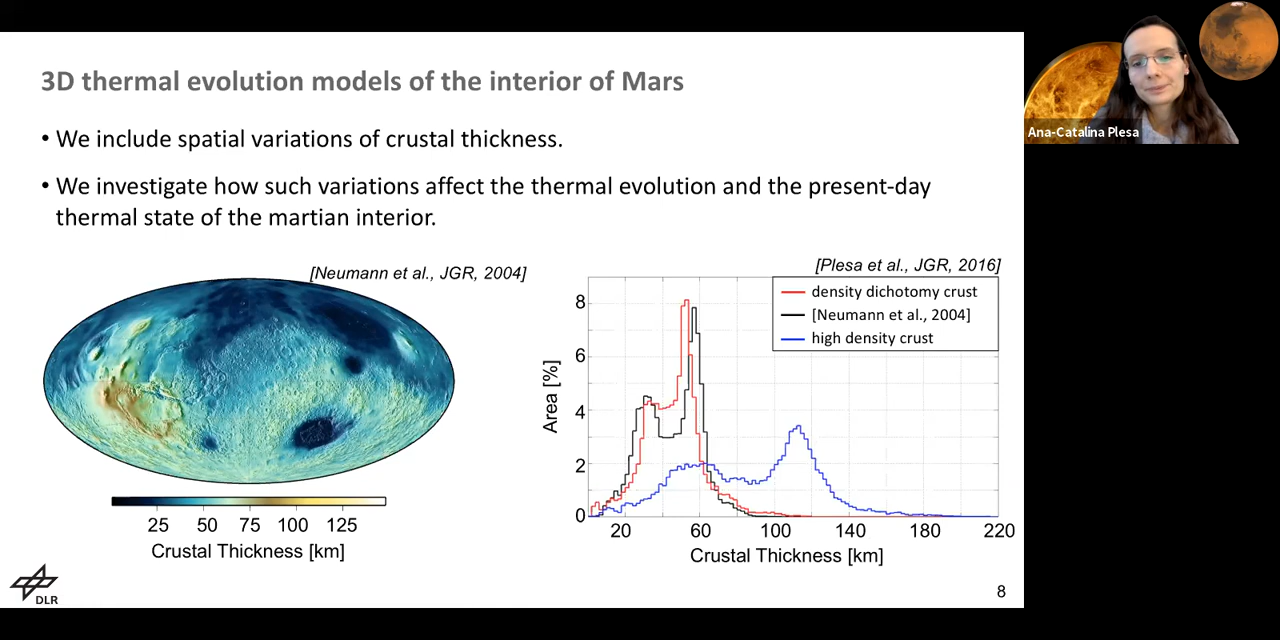 3D thermal evolution models of the interior of Mars
• We include spatial variations of crustal thickness.
• We investigate how such variations affect the thermal evolution and the present-day
thermal state of the martian interior.
[Neumann et al., JGR, 2004]
25 50 75 100 125
Crustal Thickness [km]
[Plesa et al., JGR, 2016]
density dichotomy crust
[Neumann et al., 2004]
high density crust
Area [%]
8
6
4
2
0
20 60 100 140 180 220
Crustal Thickness [km]
DLR
8
Ana-Catalina Plesa